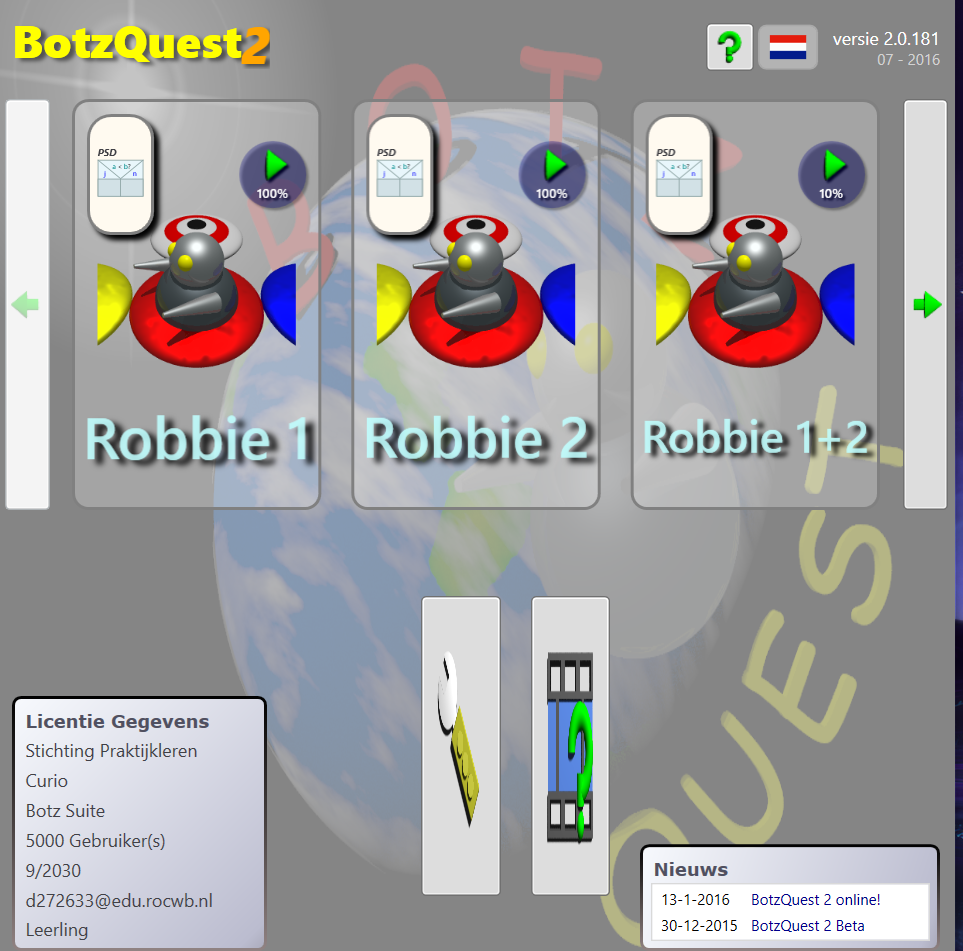 BotzQuest2
versie 2.0.181
07 - 2016
BOTZ
QUEST
PSD
a < b?
j n
100%
Robbie 1
PSD
a < b?
j n
100%
Robbie 2
PSD
a < b?
j n
10%
Robbie 1+2
Licentie Gegevens
Stichting Praktijkleren
Curio
Botz Suite
5000 Gebruiker(s)
9/2030
d272633@edu.rocwb.nl
Leerling
Nieuws
13-1-2016 BotzQuest 2 online!
30-12-2015 BotzQuest 2 Beta